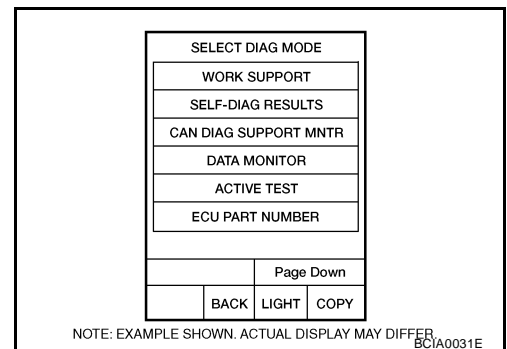 SELECT DIAG MODE
WORK SUPPORT
SELF-DIAG RESULTS
CAN DIAG SUPPORT MNTR
DATA MONITOR
ACTIVE TEST
ECU PART NUMBER
Page Down
BACK LIGHT COPY
NOTE: EXAMPLE SHOWN. ACTUAL DISPLAY MAY DIFFER.
BCIA0031E